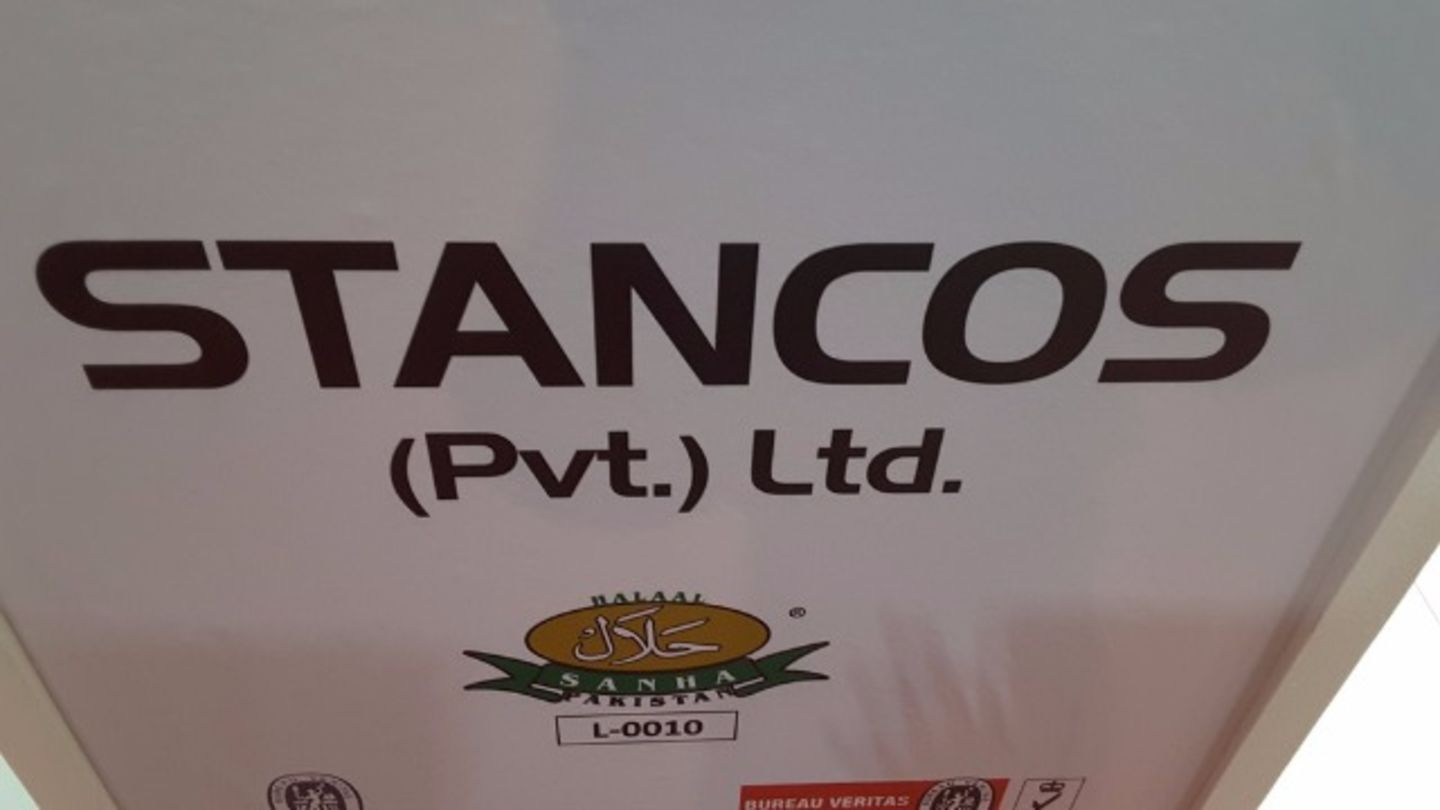 STANCOS
(Pvt.) Ltd.
HALAAL
®
حلال
SANHA
PAKISTAN
L-0010
BUREAU VERITAS